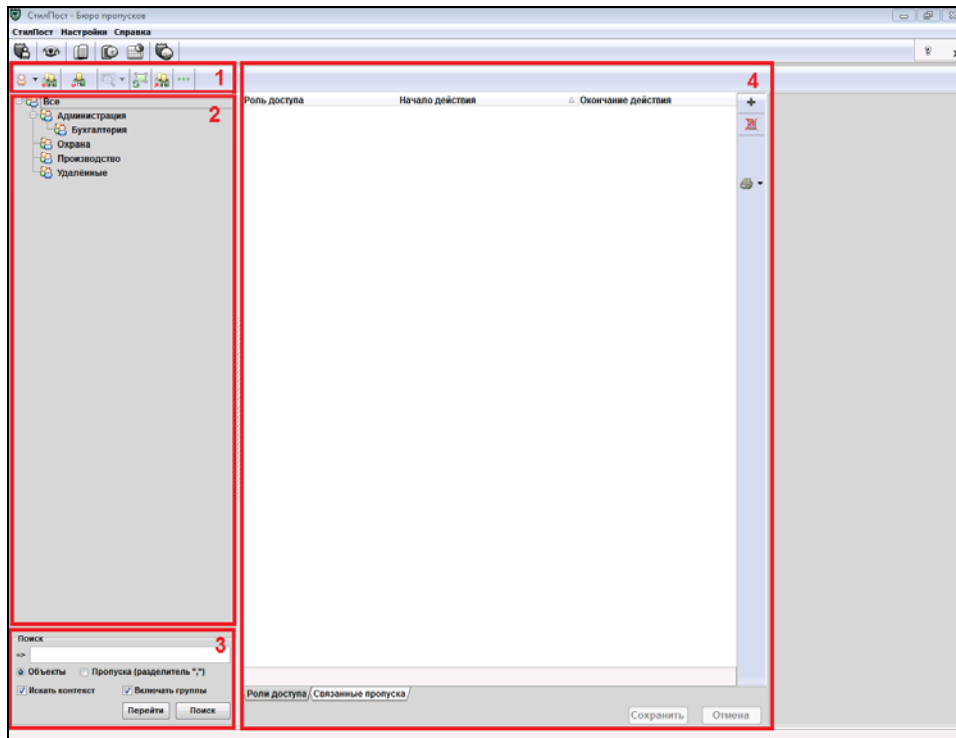 СтилПост - Бюро пропусков
СтилПост Настройки Справка
1
4
Все
2
Администрация
Бухгалтерия
Охрана
Производство
Удалённые
Роль доступа Начало действия Окончание действия
Поиск
3
=>
Объекты Пропуска (разделитель ",")
Искать контекст Включать группы
Перейти Поиск
Роли доступа Связанные пропуска
Сохранить Отмена